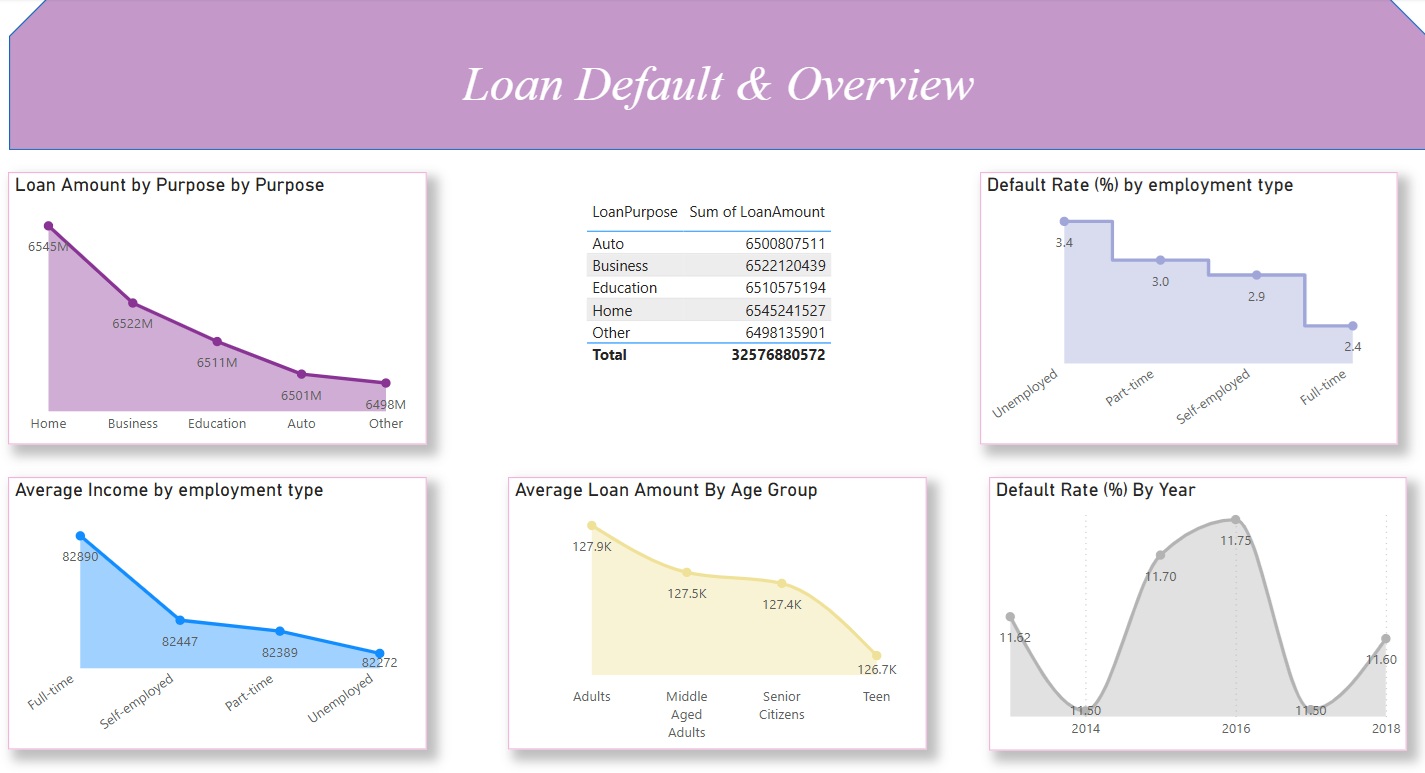 Loan Default & Overview
Loan Amount by Purpose by Purpose
6545M
6522M
6511M
6501M
6498M
Home Business Education Auto Other
LoanPurpose Sum of LoanAmount
Auto 6500807511
Business 6522120439
Education 6510575194
Home 6545241527
Other 6498135901
Total 32576880572
Default Rate (%) by employment type
3.4
3.0
2.9
2.4
Unemployed Part-time Self-employed Full-time
Average Income by employment type
82890
82447
82389
82272
Full-time Self-employed Part-time Unemployed
Average Loan Amount By Age Group
127.9K
127.5K
127.4K
126.7K
Adults Middle Senior Teen
Aged Citizens
Adults
Default Rate (%) By Year
11.75
11.70
11.62
11.60
11.50 11.50
2014 2016 2018